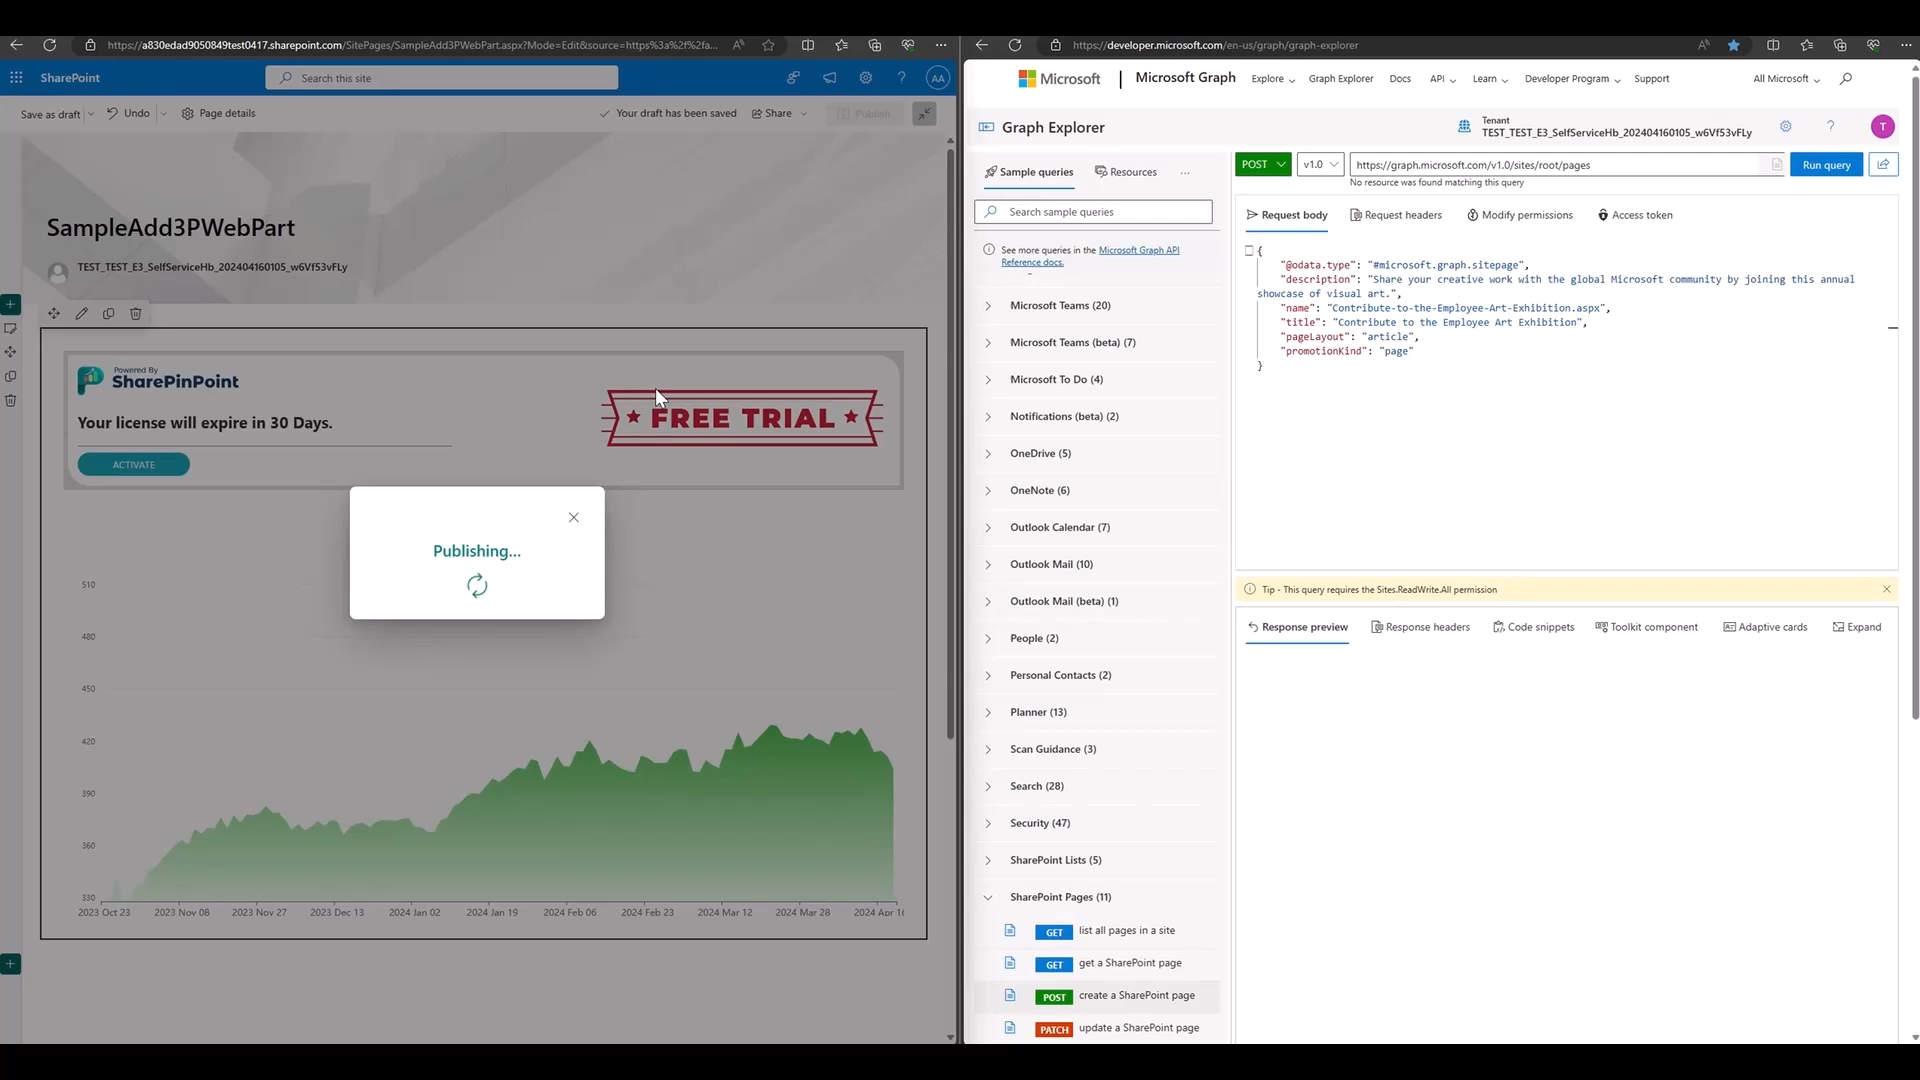 https://a830edad9050849test0417.sharepoint.com/SitePages/SampleAdd3PWebPart.aspx?Mode=Edit&source=https%3a%2f%2fa...
SharePoint
Search this site
AA
Save as draft
Undo
Page details
Your draft has been saved
Share
Publish
SampleAdd3PWebPart
TEST_TEST_E3_SelfServiceHb_202404160105_w6Vf53vFLy
Powered By
SharePinPoint
Your license will expire in 30 Days.
ACTIVATE
FREE TRIAL
Publishing...
510
480
450
420
390
360
330
2023 Oct 23
2023 Nov 08
2023 Nov 27
2023 Dec 13
2024 Jan 02
2024 Jan 19
2024 Feb 06
2024 Feb 23
2024 Mar 12
2024 Mar 28
2024 Apr 1
https://developer.microsoft.com/en-us/graph/graph-explorer
Microsoft
Microsoft Graph
Explore
Graph Explorer
Docs
API
Learn
Developer Program
Support
All Microsoft
Graph Explorer
Tenant
TEST_TEST_E3_SelfServiceHb_202404160105_w6Vf53vFLy
T
Sample queries
Resources
...
Search sample queries
See more queries in the Microsoft Graph API
Reference docs.
Microsoft Teams (20)
Microsoft Teams (beta) (7)
Microsoft To Do (4)
Notifications (beta) (2)
OneDrive (5)
OneNote (6)
Outlook Calendar (7)
Outlook Mail (10)
Outlook Mail (beta) (1)
People (2)
Personal Contacts (2)
Planner (13)
Scan Guidance (3)
Search (28)
Security (47)
SharePoint Lists (5)
SharePoint Pages (11)
GET list all pages in a site
GET get a SharePoint page
POST create a SharePoint page
PATCH update a SharePoint page
POST
v1.0
https://graph.microsoft.com/v1.0/sites/root/pages
Run query
No resource was found matching this query
Request body
Request headers
Modify permissions
Access token
{
"@odata.type": "#microsoft.graph.sitepage",
"description": "Share your creative work with the global Microsoft community by joining this annual
showcase of visual art.",
"name": "Contribute-to-the-Employee-Art-Exhibition.aspx",
"title": "Contribute to the Employee Art Exhibition",
"pageLayout": "article",
"promotionKind": "page"
}
Tip - This query requires the Sites.ReadWrite.All permission
Response preview
Response headers
Code snippets
Toolkit component
Adaptive cards
Expand